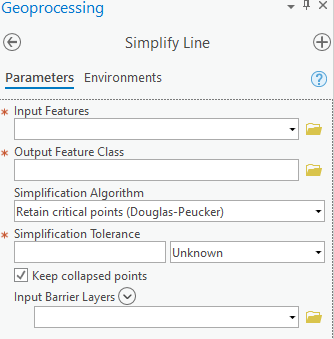 Geoprocessing
Simplify Line
Parameters Environments
* Input Features
* Output Feature Class
Simplification Algorithm
Retain critical points (Douglas-Peucker)
* Simplification Tolerance
Unknown
Keep collapsed points
Input Barrier Layers